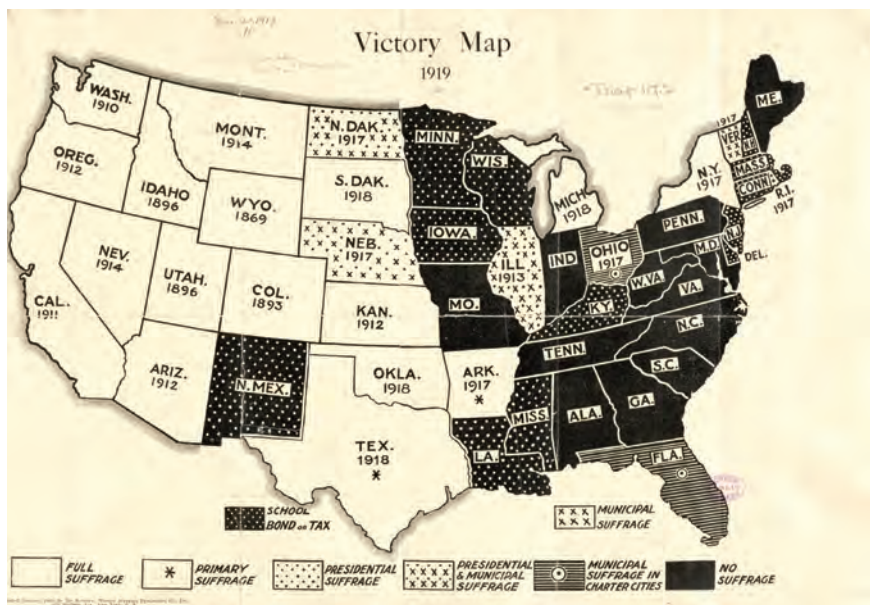 Victory Map
1919
WASH.
1910
OREG.
1912
CAL.
1911
NEV.
1914
IDAHO
1896
MONT.
1914
WYO.
1869
UTAH.
1896
COL.
1893
ARIZ.
1912
N.MEX.
N.DAK.
1917
S.DAK.
1918
NEB.
1917
KAN.
1912
OKLA.
1918
TEX.
1918
*
MINN.
IOWA.
MO.
ARK.
1917
*
LA.
WIS.
ILL
1913
MICH
1918
IND
OHIO
1917
KY.
TENN.
MISS.
ALA.
GA.
FLA.
S.C.
N.C.
VA.
W.VA.
M.D.
DEL.
PENN.
N.J.
N.Y.
1917
1917
VER
N.H.
ME.
MASS.
CONN.
R.I.
1917
SCHOOL
BOND OR TAX
MUNICIPAL
SUFFRAGE
FULL
SUFFRAGE
*
PRIMARY
SUFFRAGE
PRESIDENTIAL
SUFFRAGE
PRESIDENTIAL
& MUNICIPAL
SUFFRAGE
MUNICIPAL
SUFFRAGE IN
CHARTER CITIES
NO
SUFFRAGE